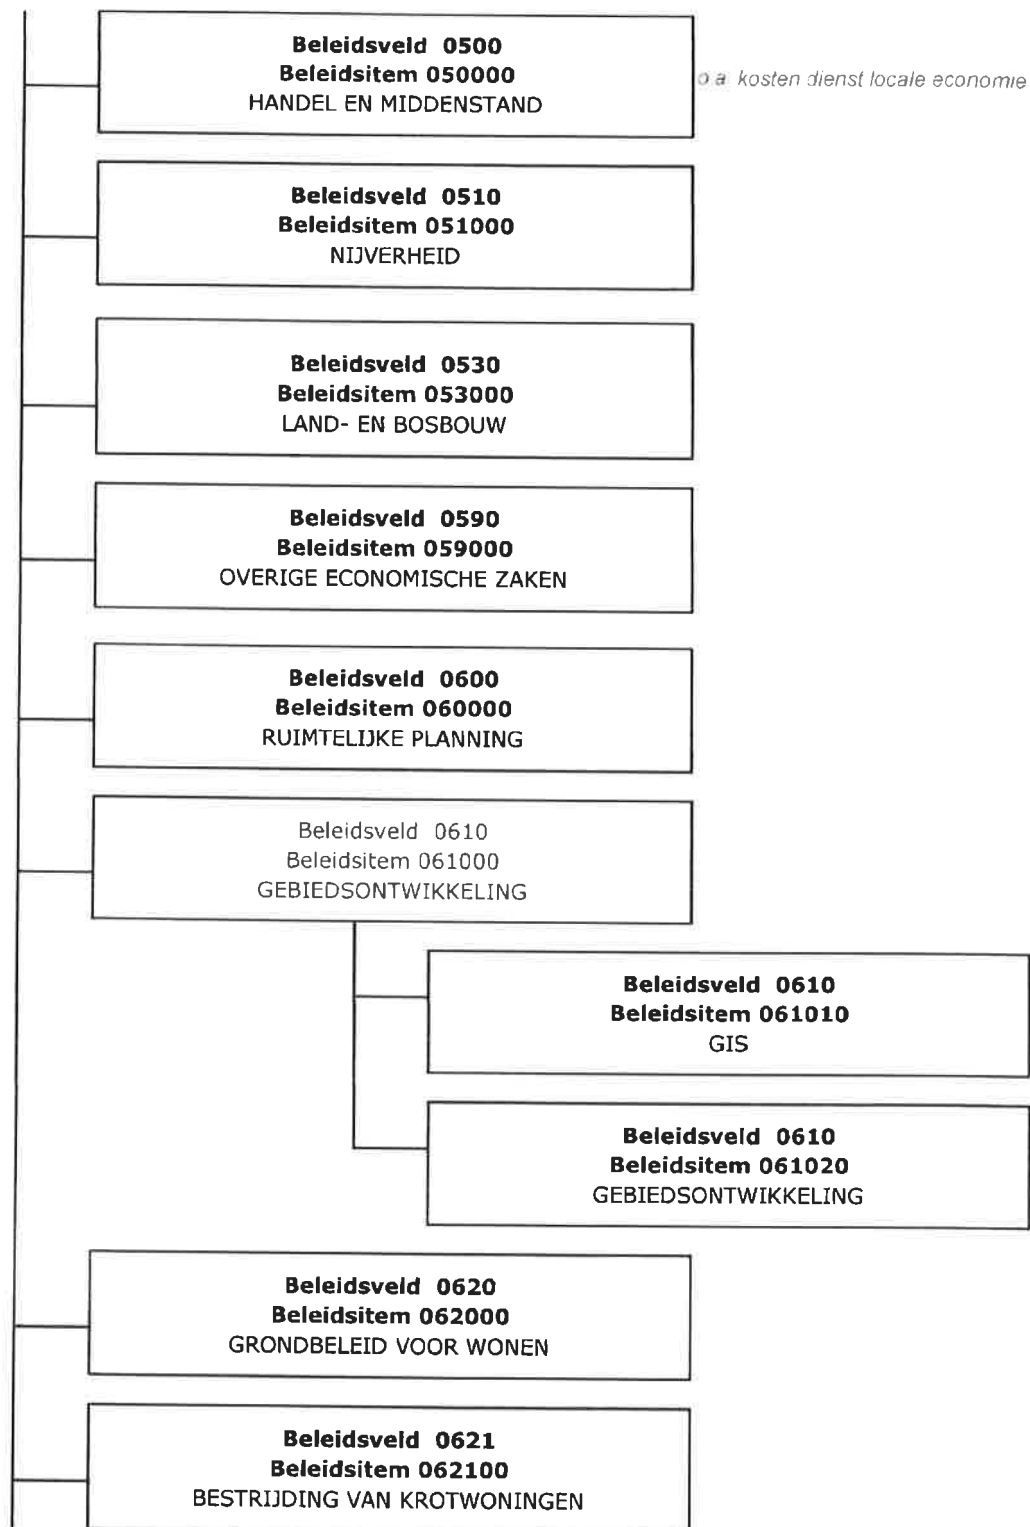 Beleidsveld 0500
Beleidsitem 050000
HANDEL EN MIDDENSTAND
o.a. kosten dienst locale economie
Beleidsveld 0510
Beleidsitem 051000
NIJVERHEID
Beleidsveld 0530
Beleidsitem 053000
LAND- EN BOSBOUW
Beleidsveld 0590
Beleidsitem 059000
OVERIGE ECONOMISCHE ZAKEN
Beleidsveld 0600
Beleidsitem 060000
RUIMTELIJKE PLANNING
Beleidsveld 0610
Beleidsitem 061000
GEBIEDSONTWIKKELING
Beleidsveld 0610
Beleidsitem 061010
GIS
Beleidsveld 0610
Beleidsitem 061020
GEBIEDSONTWIKKELING
Beleidsveld 0620
Beleidsitem 062000
GRONDBELEID VOOR WONEN
Beleidsveld 0621
Beleidsitem 062100
BESTRIJDING VAN KROTWONINGEN